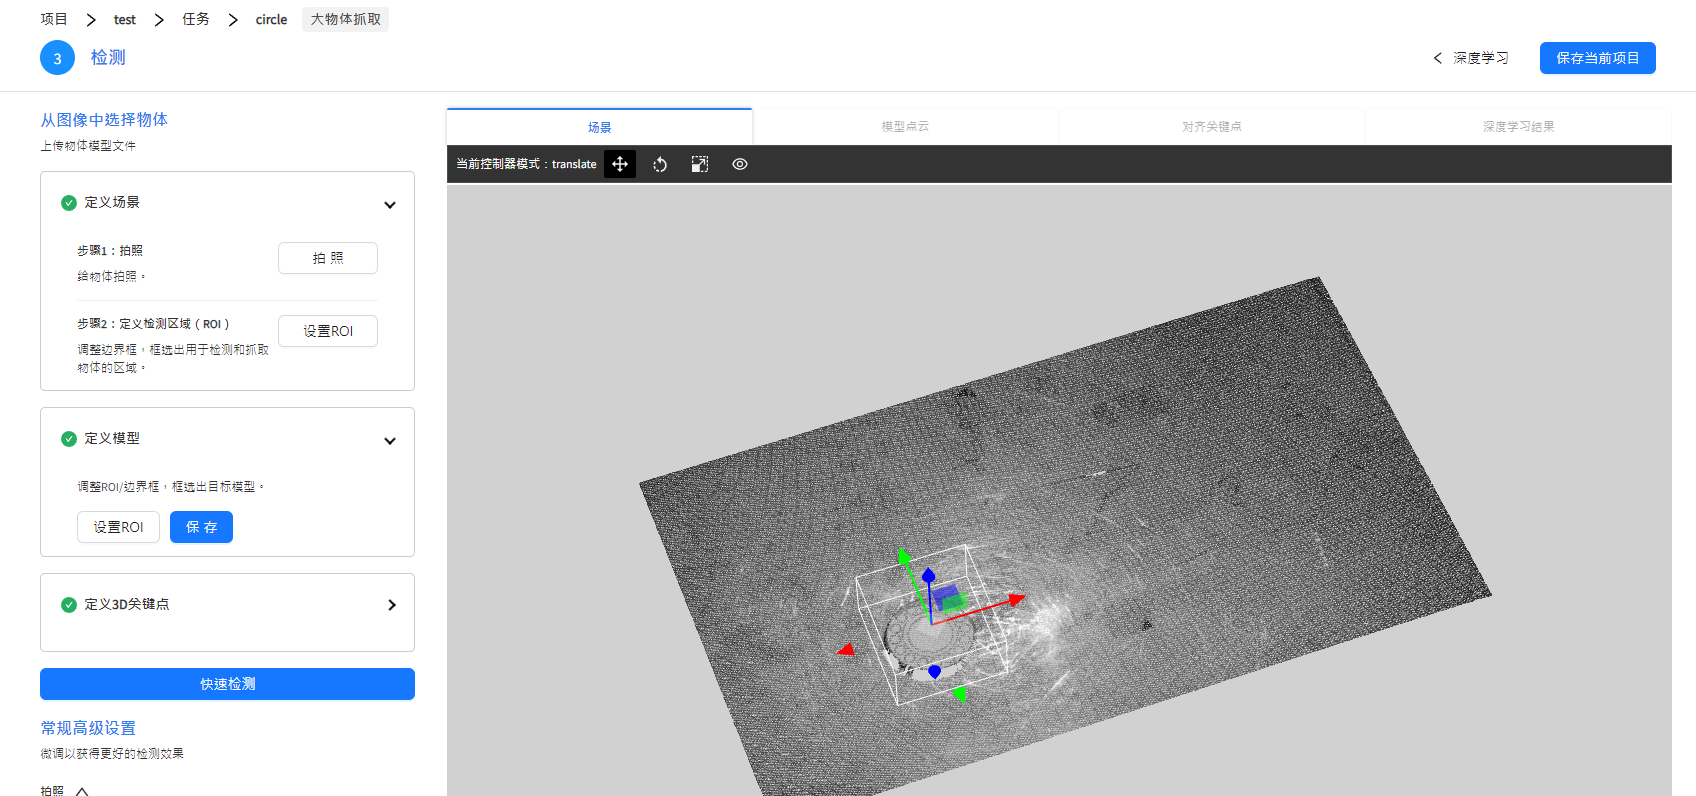 项目 > test > 任务 > circle 大物体抓取
3 检测
< 深度学习
保存当前项目
从图像中选择物体
上传物体模型文件
定义场景
步骤1：拍照
给物体拍照。
拍 照
步骤2：定义检测区域（ROI）
调整边界框，框选出用于检测和抓取
物体的区域。
设置ROI
定义模型
调整ROI/边界框，框选出目标模型。
设置ROI
保 存
定义3D关键点
快速检测
常规高级设置
微调以获得更好的检测效果
拍照
场景
模型点云
对齐关键点
深度学习结果
当前控制器模式：translate